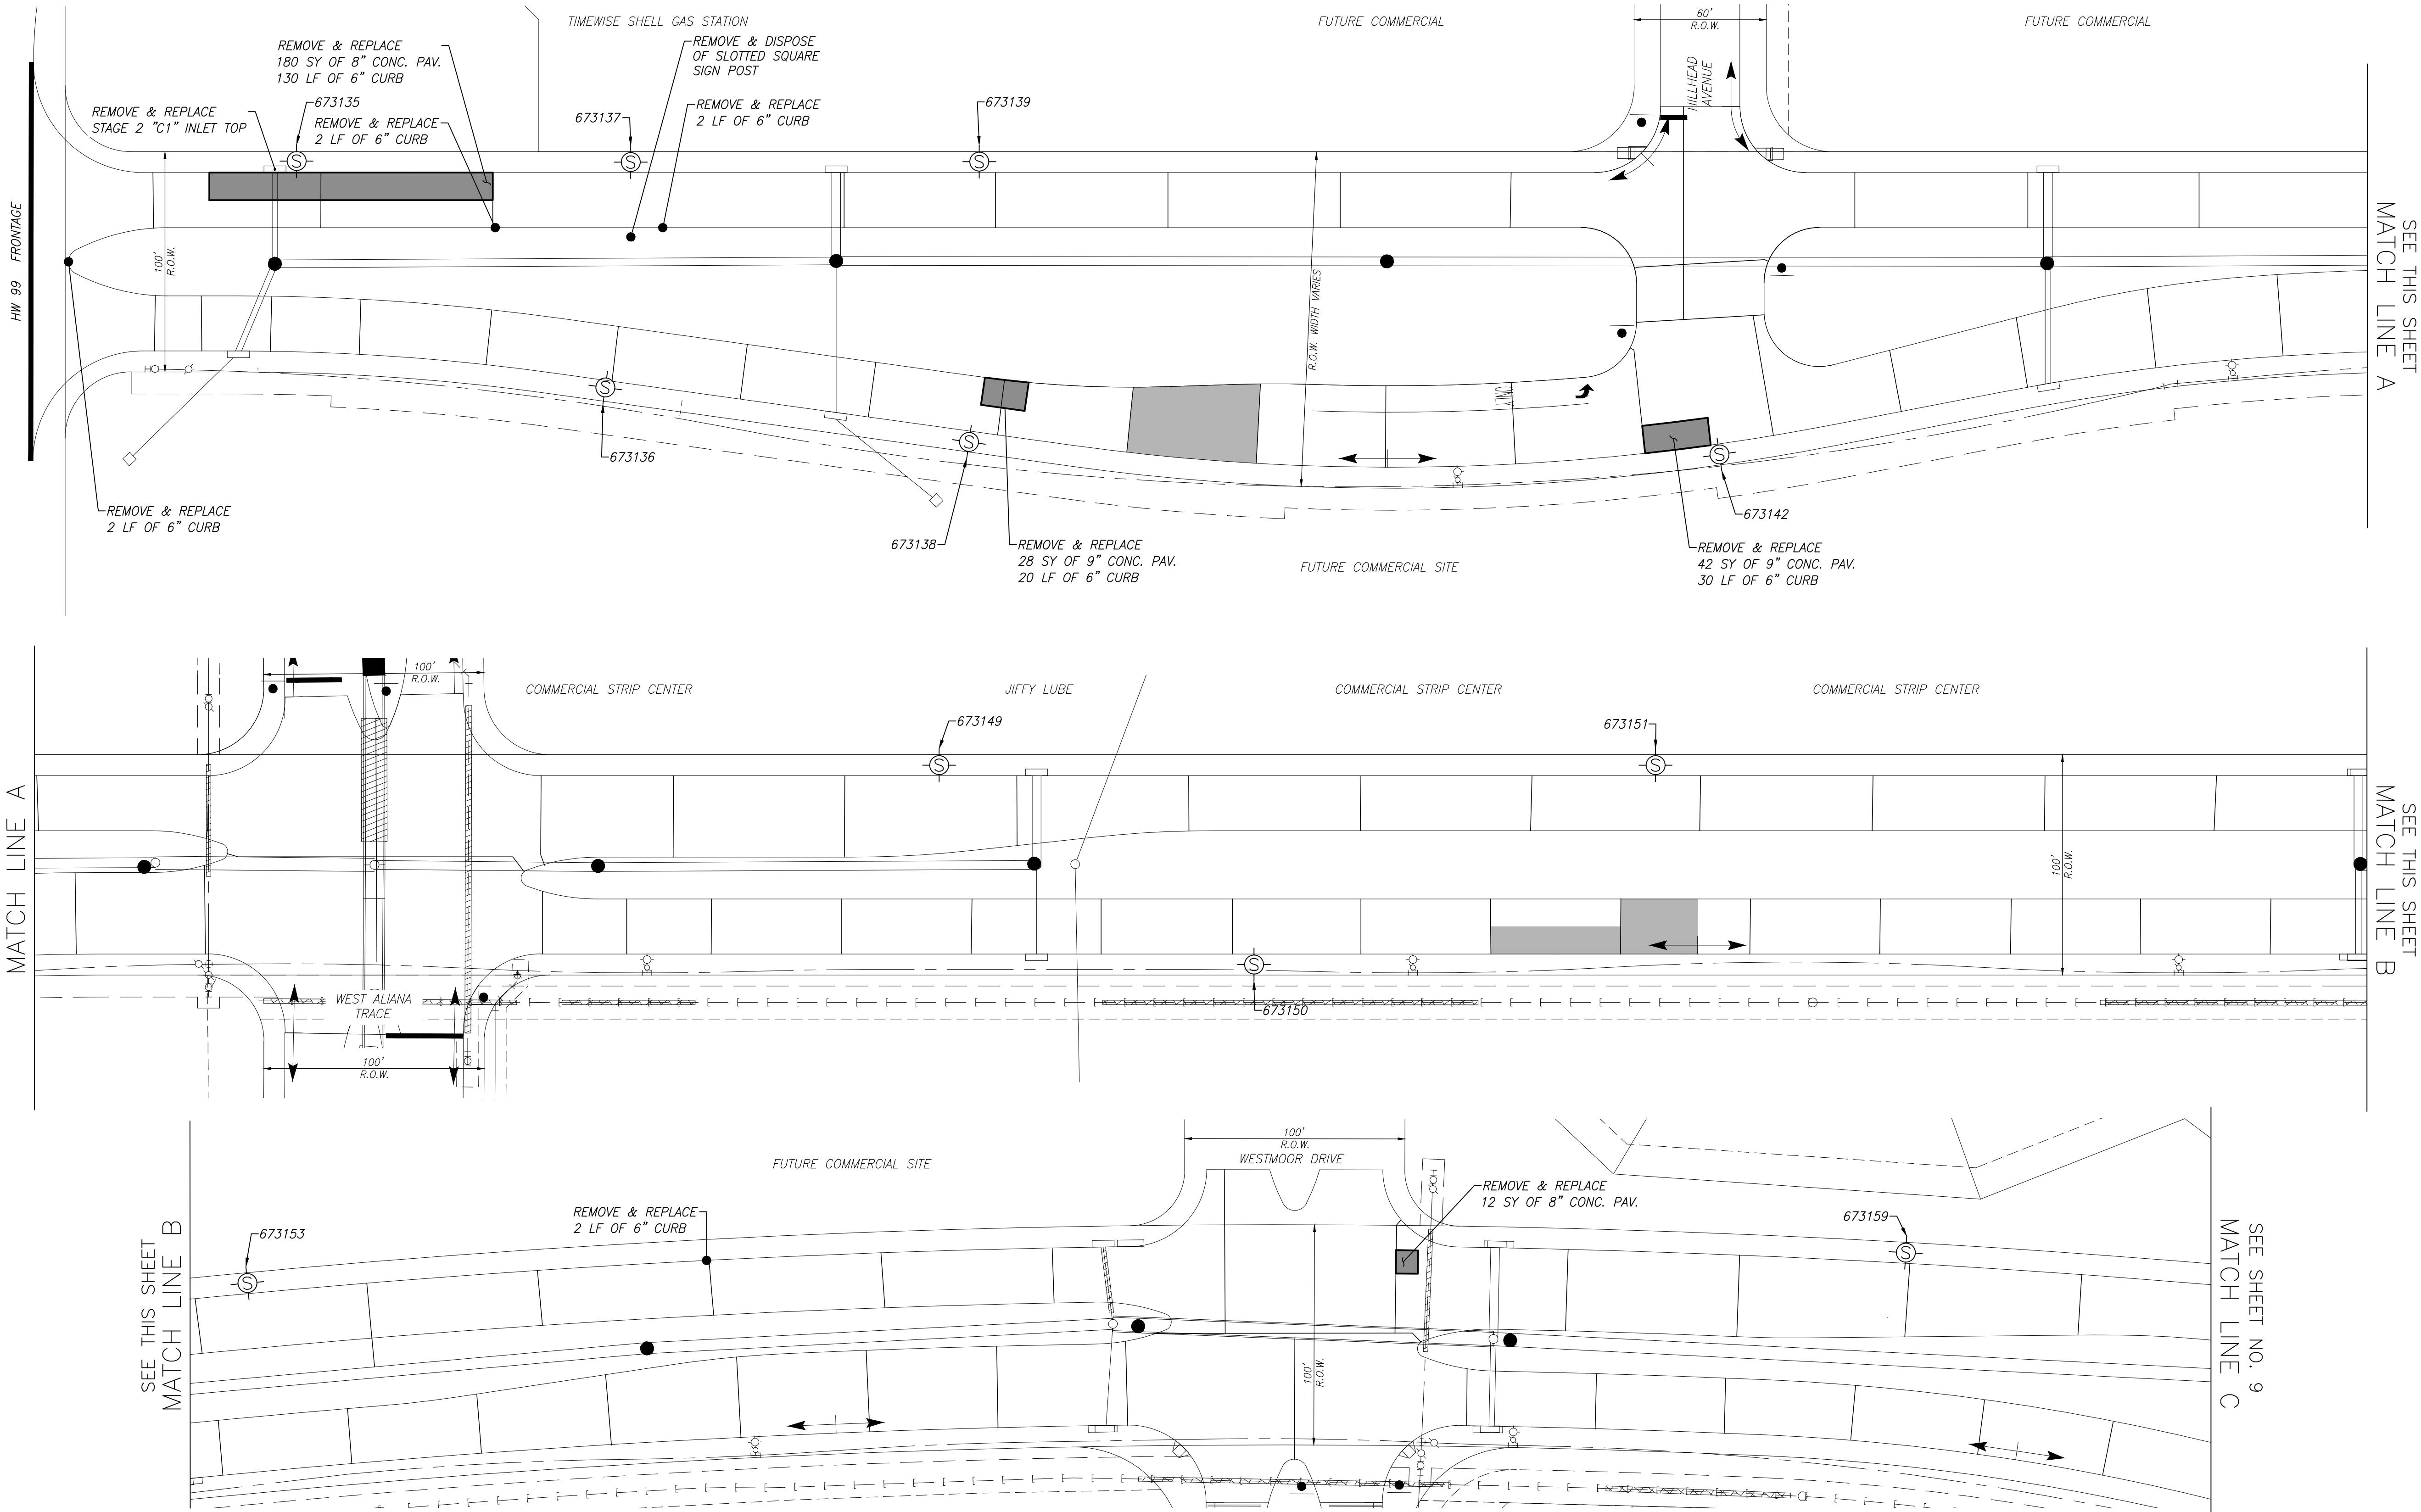 TIMEWISE SHELL GAS STATION
FUTURE COMMERCIAL
60'
R.O.W.
FUTURE COMMERCIAL
REMOVE & REPLACE
180 SY OF 8" CONC. PAV.
130 LF OF 6" CURB
REMOVE & DISPOSE
OF SLOTTED SQUARE
SIGN POST
HILLHEAD
AVENUE
REMOVE & REPLACE
STAGE 2 "C1" INLET TOP
673135
REMOVE & REPLACE
2 LF OF 6" CURB
673137
REMOVE & REPLACE
2 LF OF 6" CURB
673139
S
S
S
HW 99 FRONTAGE
100'
R.O.W.
R.O.W. WIDTH VARIES
SEE THIS SHEET
MATCH LINE A
S
673136
S
673138
ONLY
S
673142
REMOVE & REPLACE
2 LF OF 6" CURB
REMOVE & REPLACE
28 SY OF 9" CONC. PAV.
20 LF OF 6" CURB
FUTURE COMMERCIAL SITE
REMOVE & REPLACE
42 SY OF 9" CONC. PAV.
30 LF OF 6" CURB
100'
R.O.W.
COMMERCIAL STRIP CENTER
JIFFY LUBE
COMMERCIAL STRIP CENTER
COMMERCIAL STRIP CENTER
673149
673151
S
S
MATCH LINE A
100'
R.O.W.
SEE THIS SHEET
MATCH LINE B
S
673150
WEST ALIANA
TRACE
100'
R.O.W.
100'
R.O.W.
WESTMOOR DRIVE
FUTURE COMMERCIAL SITE
REMOVE & REPLACE
12 SY OF 8" CONC. PAV.
REMOVE & REPLACE
2 LF OF 6" CURB
673153
673159
S
S
SEE THIS SHEET
MATCH LINE B
100'
R.O.W.
SEE SHEET NO. 9
MATCH LINE C